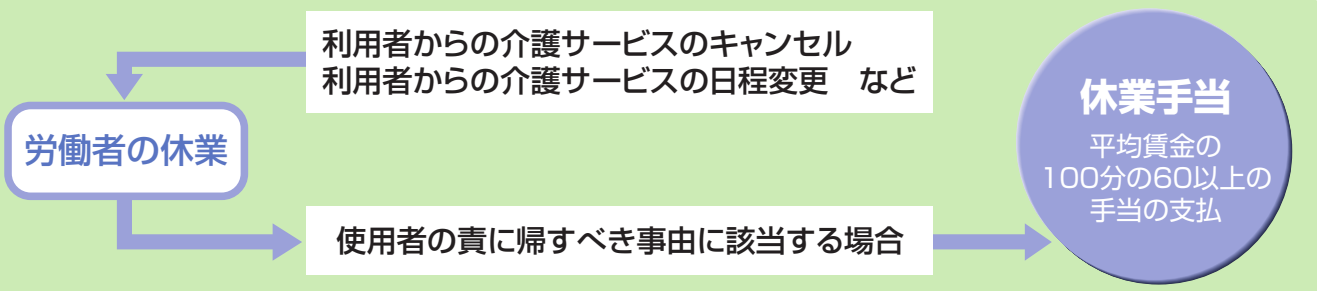 利用者からの介護サービスのキャンセル
利用者からの介護サービスの日程変更　など
労働者の休業
使用者の責に帰すべき事由に該当する場合
休業手当
平均賃金の
100分の60以上の
手当の支払